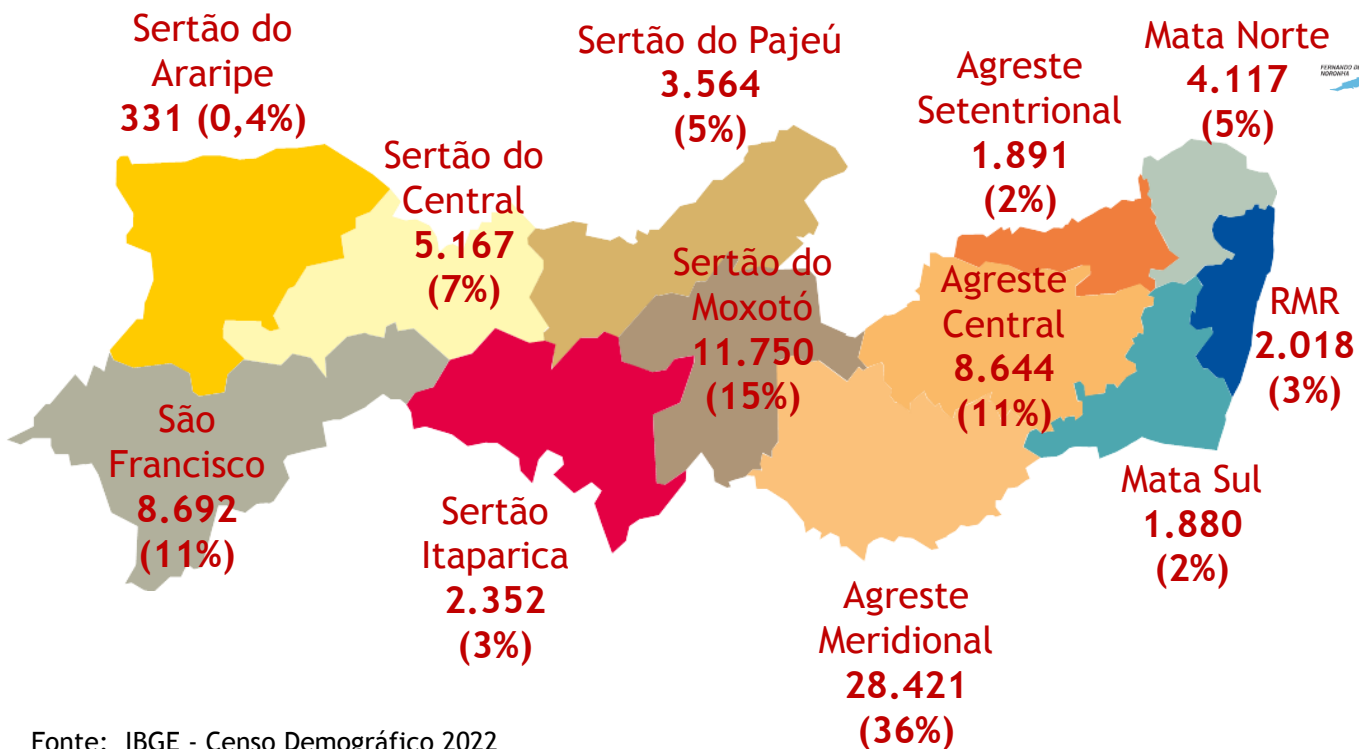 Sertão do
Araripe
331 (0,4%)
Sertão do Pajeú
3.564
(5%)
Agreste
Setentrional
1.891
(2%)
Mata Norte
4.117
(5%)
FERNANDO DE
NORONHA
Sertão do
Central
5.167
(7%)
Sertão do
Moxotó
11.750
(15%)
Agreste
Central
8.644
(11%)
RMR
2.018
(3%)
São
Francisco
8.692
(11%)
Sertão
Itaparica
2.352
(3%)
Mata Sul
1.880
(2%)
Agreste
Meridional
28.421
(36%)
Fonte: IBGE - Censo Demográfico 2022